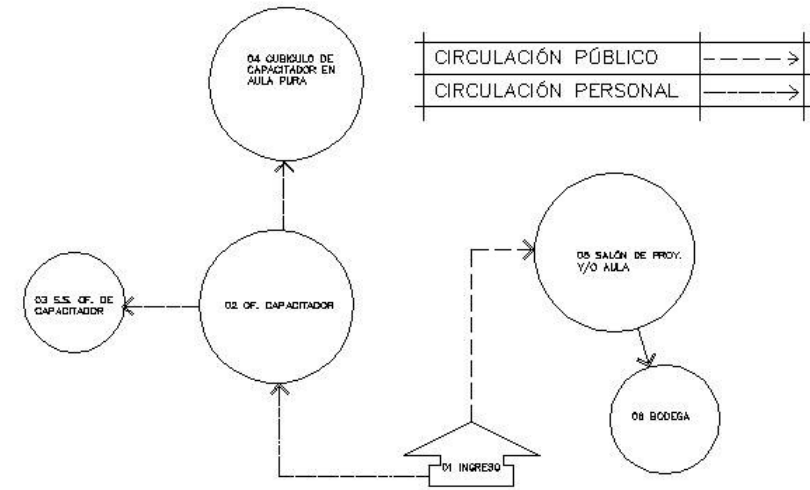 04 CUBICULO DE
CAPACITADOR EN
AULA PURA
CIRCULACIÓN PÚBLICO
CIRCULACIÓN PERSONAL
05 SALÓN DE PROY.
Y/O AULA
03 S.S. OF. DE
CAPACITADOR
02 OF. CAPACITADOR
06 BODEGA
01 INGRESO